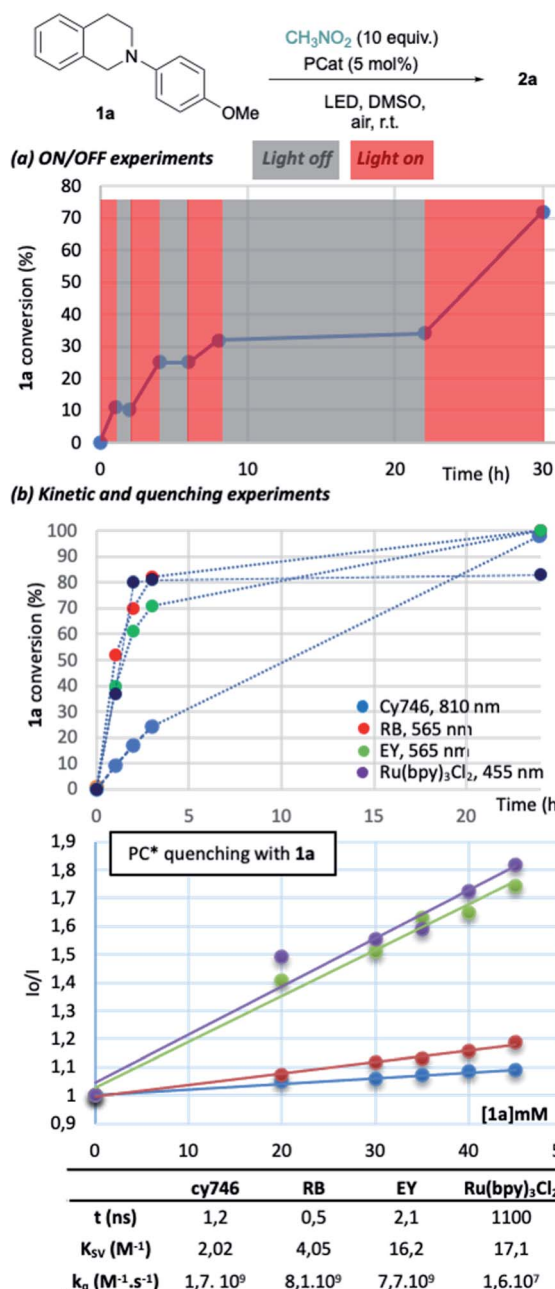 CH₃NO₂ (10 equiv.)
PCat (5 mol%)
LED, DMSO,
air, r.t.
N
OMe
1a
2a
(a) ON/OFF experiments
Light off
Light on
1a conversion (%)
80
70
60
50
40
30
20
10
0
0
10
20
30
Time (h)
(b) Kinetic and quenching experiments
1a conversion (%)
100
90
80
70
60
50
40
30
20
10
0
Cy746, 810 nm
RB, 565 nm
EY, 565 nm
Ru(bpy)₃Cl₂, 455 nm
0
5
10
15
20
Time (h
PC* quenching with 1a
Io/I
1,9
1,8
1,7
1,6
1,5
1,4
1,3
1,2
1,1
1
0,9
[1a]mM
0
10
20
30
40
5
cy746 RB EY Ru(bpy)₃Cl₂
t (ns) 1,2 0,5 2,1 1100
K_SV (M⁻¹) 2,02 4,05 16,2 17,1
k_q (M⁻¹.s⁻¹) 1,7. 10⁹ 8,1.10⁹ 7,7.10⁹ 1,6.10⁷